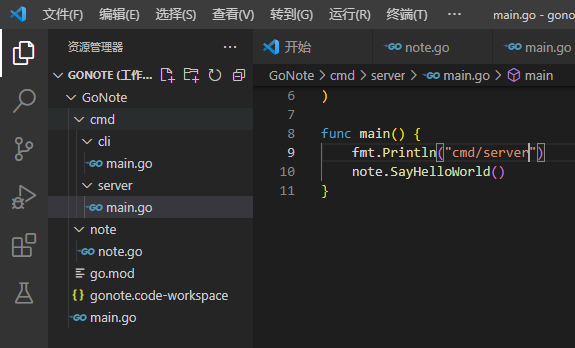 文件(F) 编辑(E) 选择(S) 查看(V) 转到(G) 运行(R) 终端(T) ··· main.go - gono
资源管理器 ···
开始 note.go main.go
GONOTE (工作...
GoNote > cmd > server > main.go > main
GoNote
cmd
cli
main.go
server
main.go
note
note.go
go.mod
{} gonote.code-workspace
main.go
6 )
7
8 func main() {
9 fmt.Println("cmd/server")
10 note.SayHelloWorld()
11 }